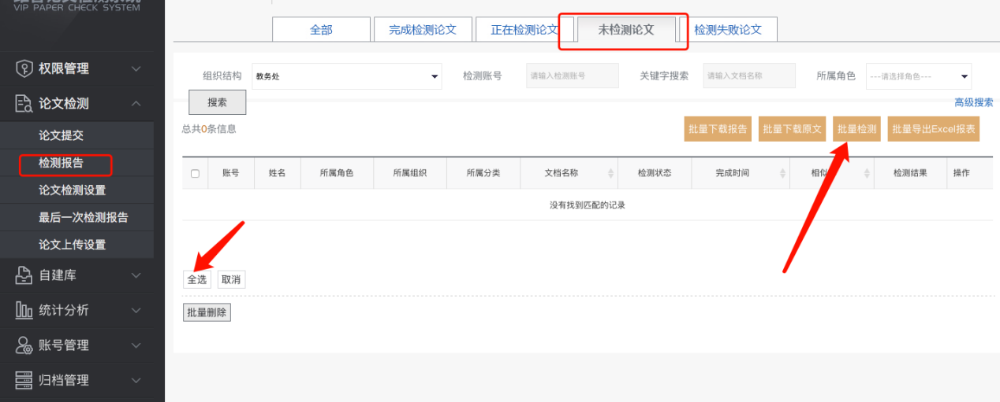 VIP PAPER CHECK SYSTEM
权限管理
论文检测
论文提交
检测报告
论文检测设置
最后一次检测报告
论文上传设置
自建库
统计分析
账号管理
归档管理
全部 完成检测论文 正在检测论文 未检测论文 检测失败论文
组织结构 教务处 检测账号 请输入检测账号 关键字搜索 请输入文档名称 所属角色 ---请选择角色---
搜索 高级搜索
总共0条信息 批量下载报告 批量下载原文 批量检测 批量导出Excel报表
账号 姓名 所属角色 所属组织 所属分类 文档名称 检测状态 完成时间 相似 检测结果 操作
没有找到匹配的记录
全选 取消
批量删除